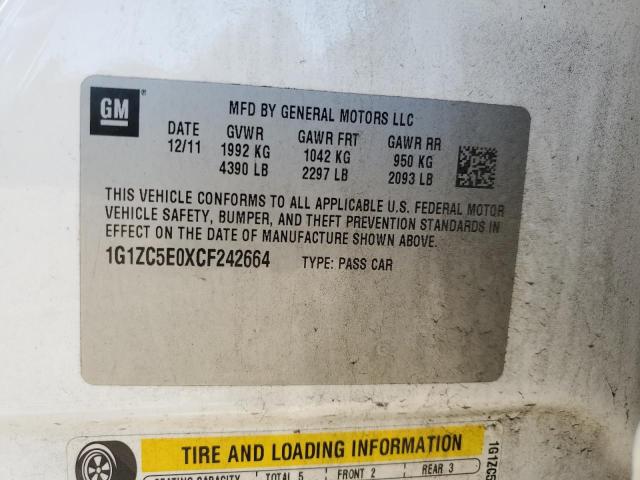 GM ® MFD BY GENERAL MOTORS LLC
DATE GVWR GAWR FRT GAWR RR
12/11 1992 KG 1042 KG 950 KG
4390 LB 2297 LB 2093 LB
THIS VEHICLE CONFORMS TO ALL APPLICABLE U.S. FEDERAL MOTOR
VEHICLE SAFETY, BUMPER, AND THEFT PREVENTION STANDARDS IN
EFFECT ON THE DATE OF MANUFACTURE SHOWN ABOVE.
1G1ZC5E0XCF242664 TYPE: PASS CAR
TIRE AND LOADING INFORMATION
SEATING CAPACITY TOTAL 5 FRONT 2 REAR 3
1G1ZC5